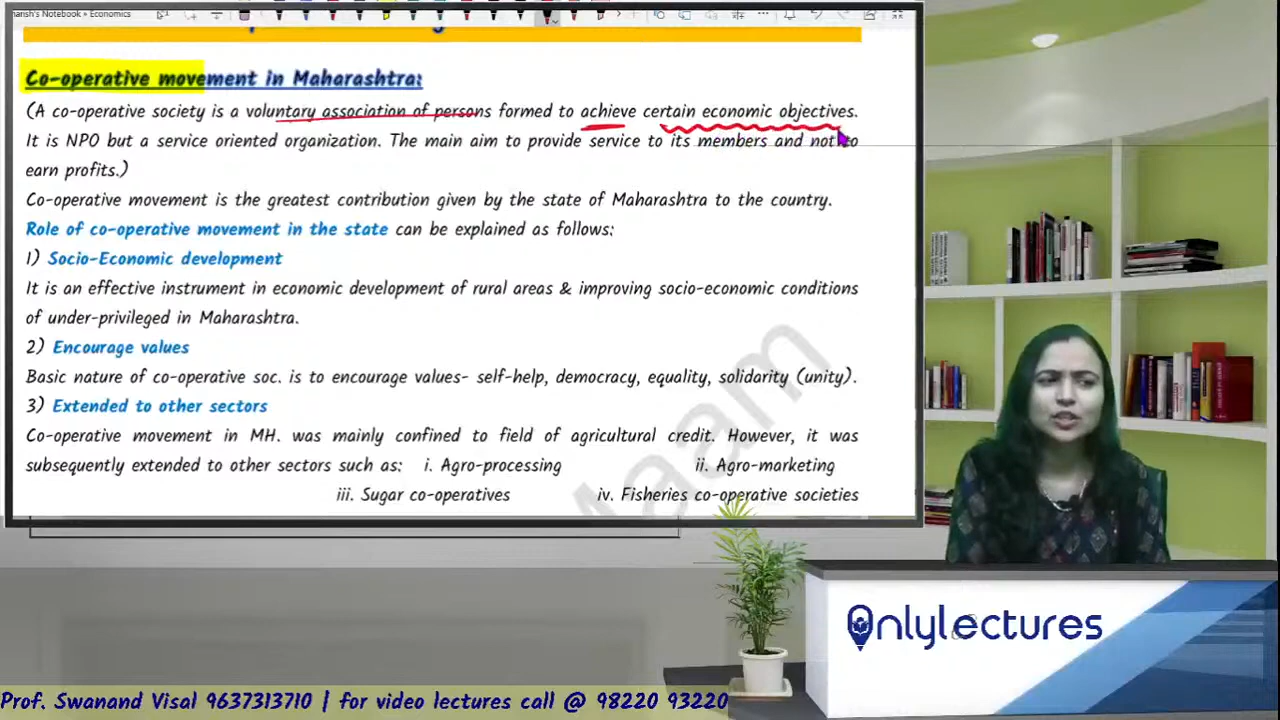 Harish's Notebook » Economics
Co-operative movement in Maharashtra:
(A co-operative society is a voluntary association of persons formed to achieve certain economic objectives.
It is NPO but a service oriented organization. The main aim to provide service to its members and not to
earn profits.)
Co-operative movement is the greatest contribution given by the state of Maharashtra to the country.
Role of co-operative movement in the state can be explained as follows:
1) Socio-Economic development
It is an effective instrument in economic development of rural areas & improving socio-economic conditions
of under-privileged in Maharashtra.
2) Encourage values
Basic nature of co-operative soc. is to encourage values- self-help, democracy, equality, solidarity (unity).
3) Extended to other sectors
Co-operative movement in MH. was mainly confined to field of agricultural credit. However, it was
subsequently extended to other sectors such as: i. Agro-processing ii. Agro-marketing
iii. Sugar co-operatives iv. Fisheries co-operative societies
Maam
Onlylectures
Prof. Swanand Visal 9637313710 | for video lectures call @ 98220 93220